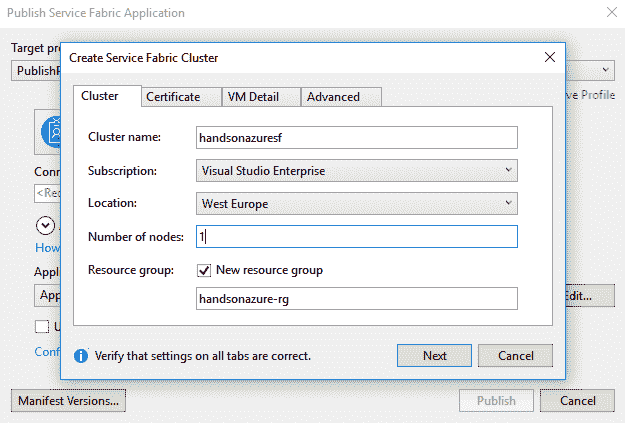 Publish Service Fabric Application
Target pr
PublishP
ve Profile
Create Service Fabric Cluster
Cluster
Certificate
VM Detail
Advanced
Cluster name: handsonazuresf
Subscription: Visual Studio Enterprise
Location: West Europe
Number of nodes: 1
Resource group: New resource group
handsonazure-rg
Conn
<Rec
How
Appl
App
Edit...
U
Conf
Verify that settings on all tabs are correct.
Next
Cancel
Manifest Versions...
Publish
Cancel